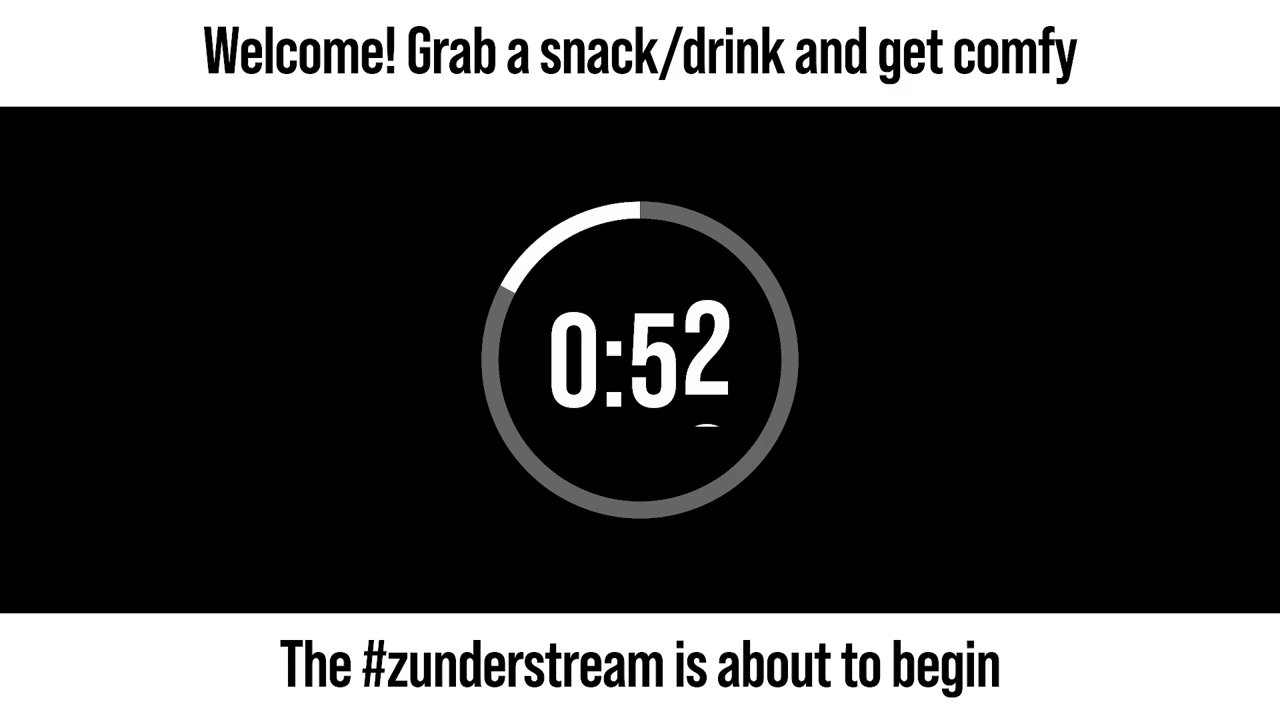 Welcome! Grab a snack/drink and get comfy
0:52
The #zunderstream is about to begin